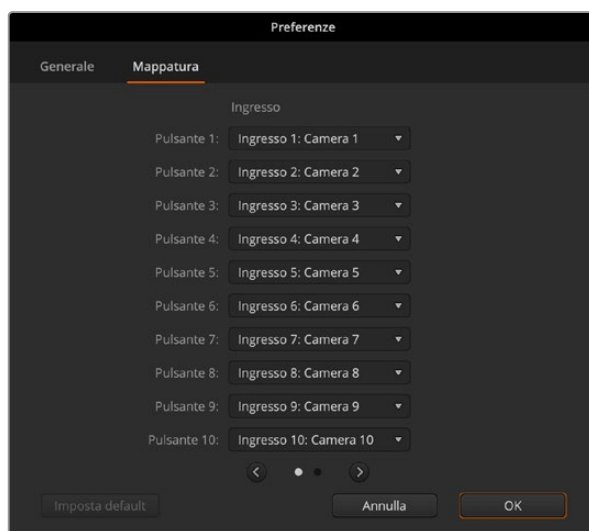 Preferenze
Generale Mappatura
Ingresso
Pulsante 1: Ingresso 1: Camera 1
Pulsante 2: Ingresso 2: Camera 2
Pulsante 3: Ingresso 3: Camera 3
Pulsante 4: Ingresso 4: Camera 4
Pulsante 5: Ingresso 5: Camera 5
Pulsante 6: Ingresso 6: Camera 6
Pulsante 7: Ingresso 7: Camera 7
Pulsante 8: Ingresso 8: Camera 8
Pulsante 9: Ingresso 9: Camera 9
Pulsante 10: Ingresso 10: Camera 10
Imposta default Annulla OK